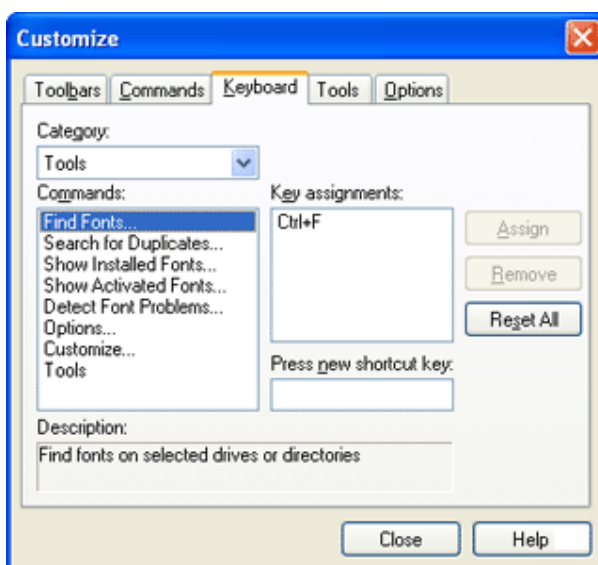 Customize
Toolbars Commands Keyboard Tools Options
Category:
Tools
Commands:
Find Fonts...
Search for Duplicates...
Show Installed Fonts...
Show Activated Fonts...
Detect Font Problems...
Options...
Customize...
Tools
Key assignments:
Ctrl+F
Assign
Remove
Reset All
Press new shortcut key:
Description:
Find fonts on selected drives or directories
Close Help